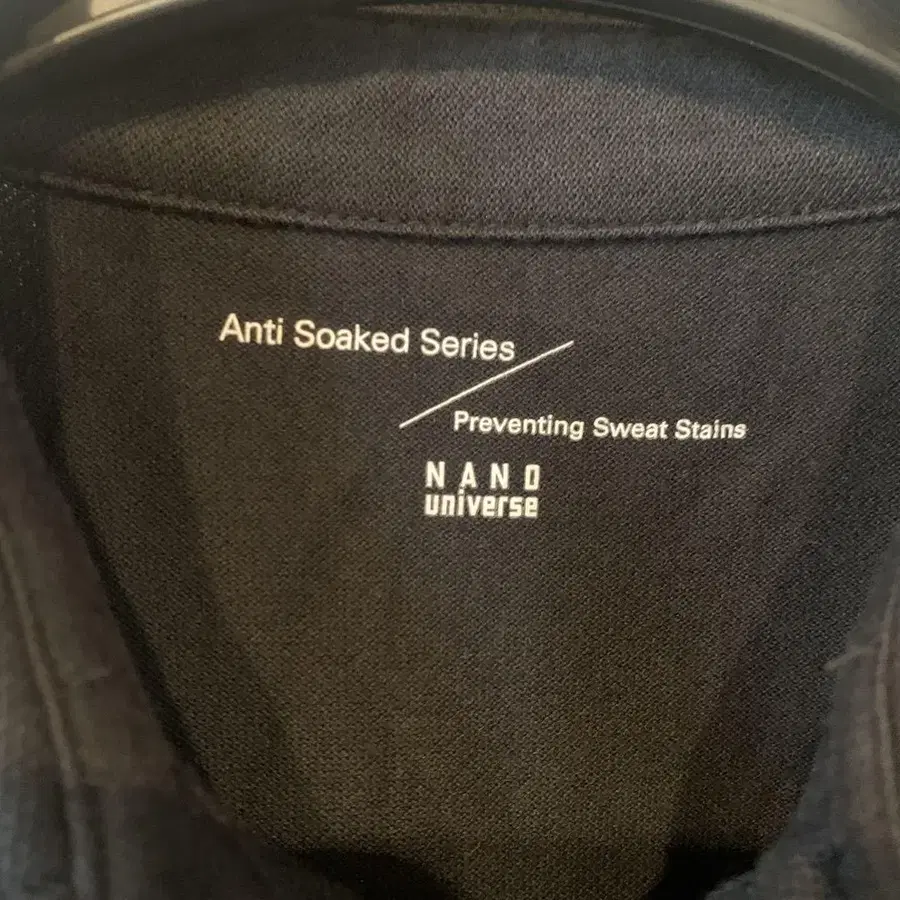 Anti Soaked Series
Preventing Sweat Stains
NANO
universe